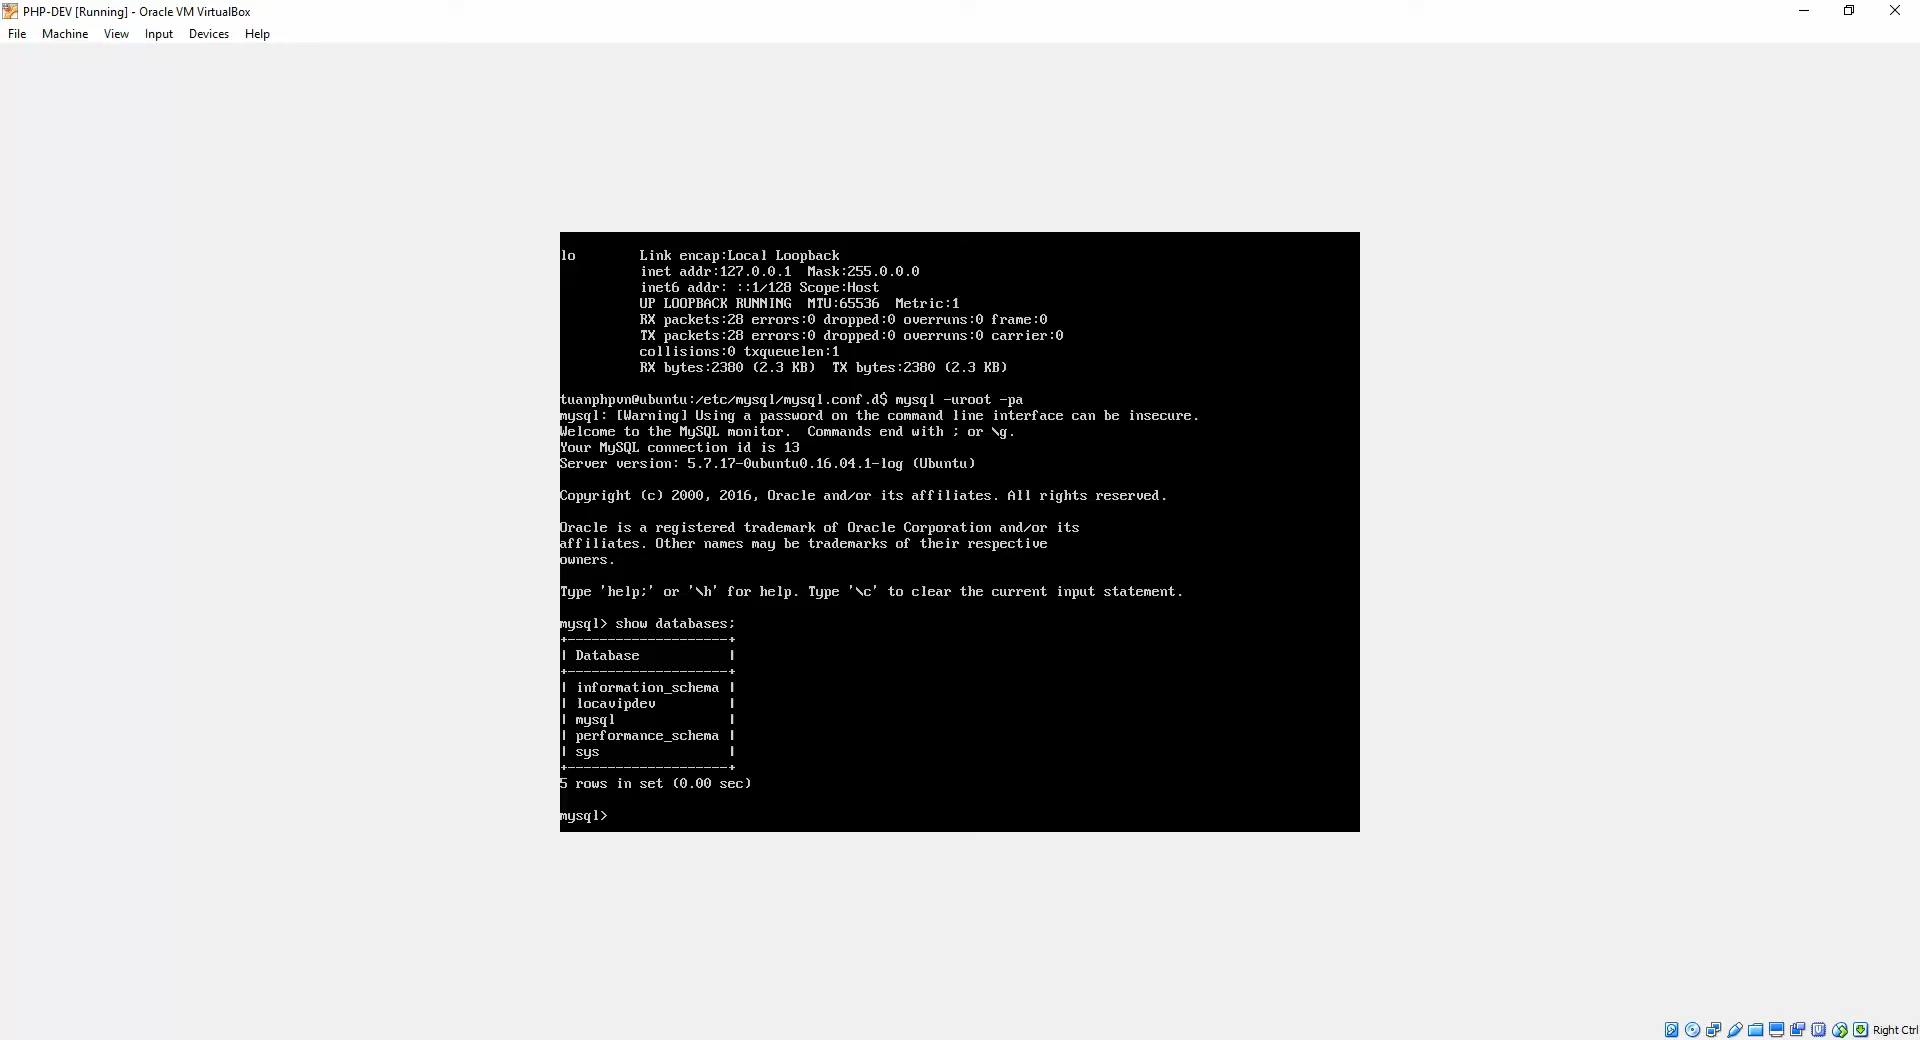 PHP-DEV [Running] - Oracle VM VirtualBox
File Machine View Input Devices Help
lo Link encap:Local Loopback
inet addr:127.0.0.1 Mask:255.0.0.0
inet6 addr: ::1/128 Scope:Host
UP LOOPBACK RUNNING MTU:65536 Metric:1
RX packets:28 errors:0 dropped:0 overruns:0 frame:0
TX packets:28 errors:0 dropped:0 overruns:0 carrier:0
collisions:0 txqueuelen:1
RX bytes:2380 (2.3 KB) TX bytes:2380 (2.3 KB)
tuanphpvn@ubuntu:/etc/mysql/mysql.conf.d$ mysql -uroot -pa
mysql: [Warning] Using a password on the command line interface can be insecure.
Welcome to the MySQL monitor. Commands end with ; or \g.
Your MySQL connection id is 13
Server version: 5.7.17-0ubuntu0.16.04.1-log (Ubuntu)
Copyright (c) 2000, 2016, Oracle and/or its affiliates. All rights reserved.
Oracle is a registered trademark of Oracle Corporation and/or its
affiliates. Other names may be trademarks of their respective
owners.
Type 'help;' or '\h' for help. Type '\c' to clear the current input statement.
mysql> show databases;
+--------------------+
| Database |
+--------------------+
| information_schema |
| locavipdev |
| mysql |
| performance_schema |
| sys |
+--------------------+
5 rows in set (0.00 sec)
mysql>
Right Ctrl